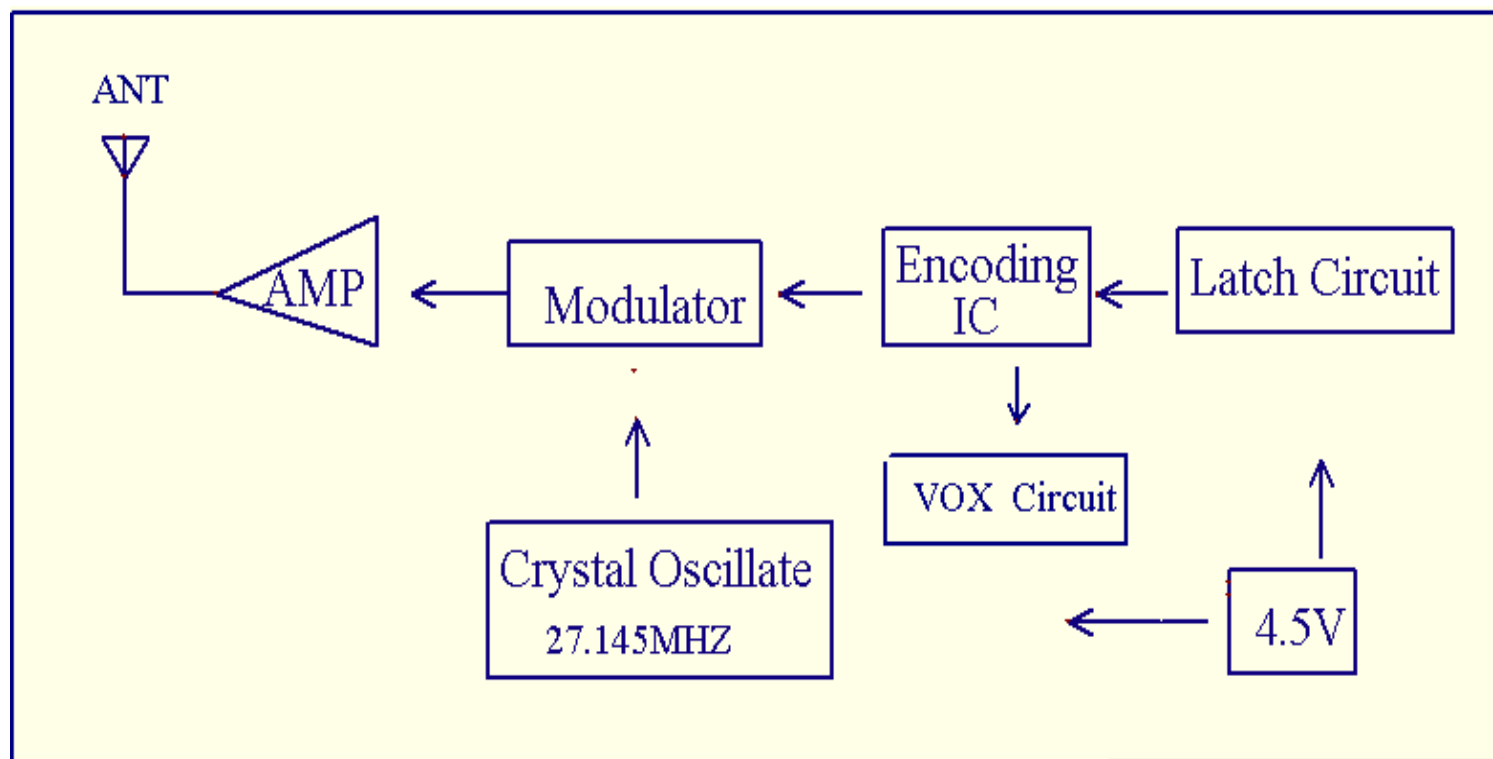 ANT
AMP
Modulator
Encoding
IC
Latch Circuit
VOX Circuit
Crystal Oscillate
27.145MHZ
4.5V